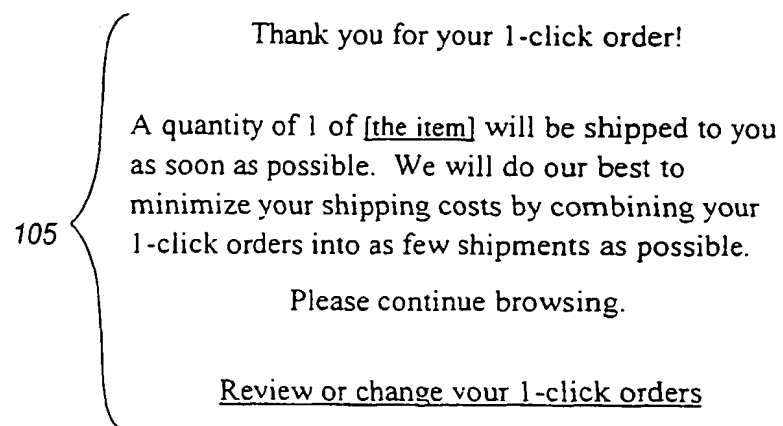 Thank you for your 1-click order!
A quantity of 1 of [the item] will be shipped to you
as soon as possible. We will do our best to
minimize your shipping costs by combining your
105
1-click orders into as few shipments as possible.
Please continue browsing.
Review or change your 1-click orders